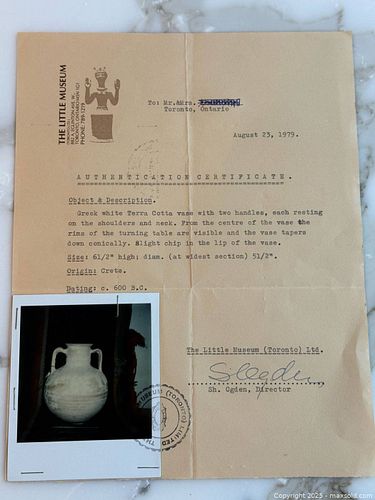 THE LITTLE MUSEUM
To: Mr.&Mrs.
Toronto, Ontario
August 23, 1979.
AUTHENTICATION CERTIFICATE.
Object & Description.
Greek white Terra Cotta vase with two handles, each resting
on the shoulders and neck. From the centre of the vase the
rims of the turning table are visible and the vase tapers
down conically. Slight chip in the lip of the vase.
Size: 61/2" high; diam. (at widest section) 51/2".
Origin: Crete.
Dating: c. 600 B.C.
The Little Museum (Toronto) Ltd.
Sh. Ogden, Director
MUSEUM (TORONTO) LIMITED
Copyright 2025 - maxsold.com